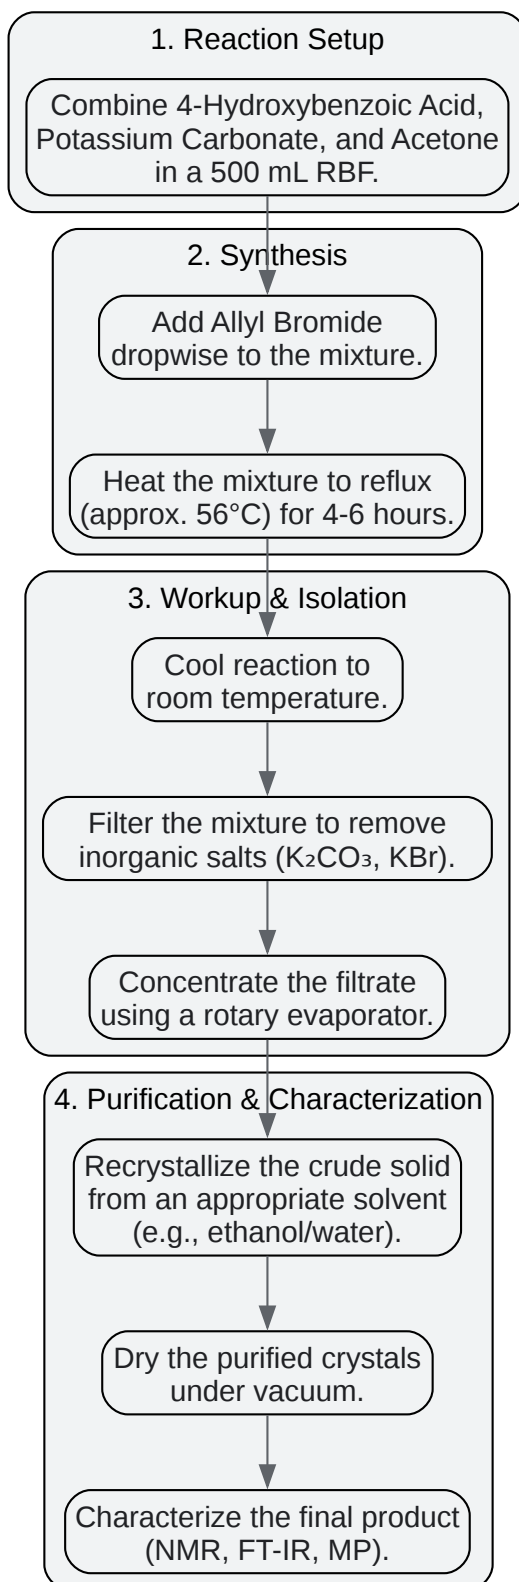 1. Reaction Setup
Combine 4-Hydroxybenzoic Acid,
Potassium Carbonate, and Acetone
in a 500 mL RBF.
2. Synthesis
Add Allyl Bromide
dropwise to the mixture.
Heat the mixture to reflux
(approx. 56°C) for 4-6 hours.
3. Workup & Isolation
Cool reaction to
room temperature.
Filter the mixture to remove
inorganic salts (K₂CO₃, KBr).
Concentrate the filtrate
using a rotary evaporator.
4. Purification & Characterization
Recrystallize the crude solid
from an appropriate solvent
(e.g., ethanol/water).
Dry the purified crystals
under vacuum.
Characterize the final product
(NMR, FT-IR, MP).